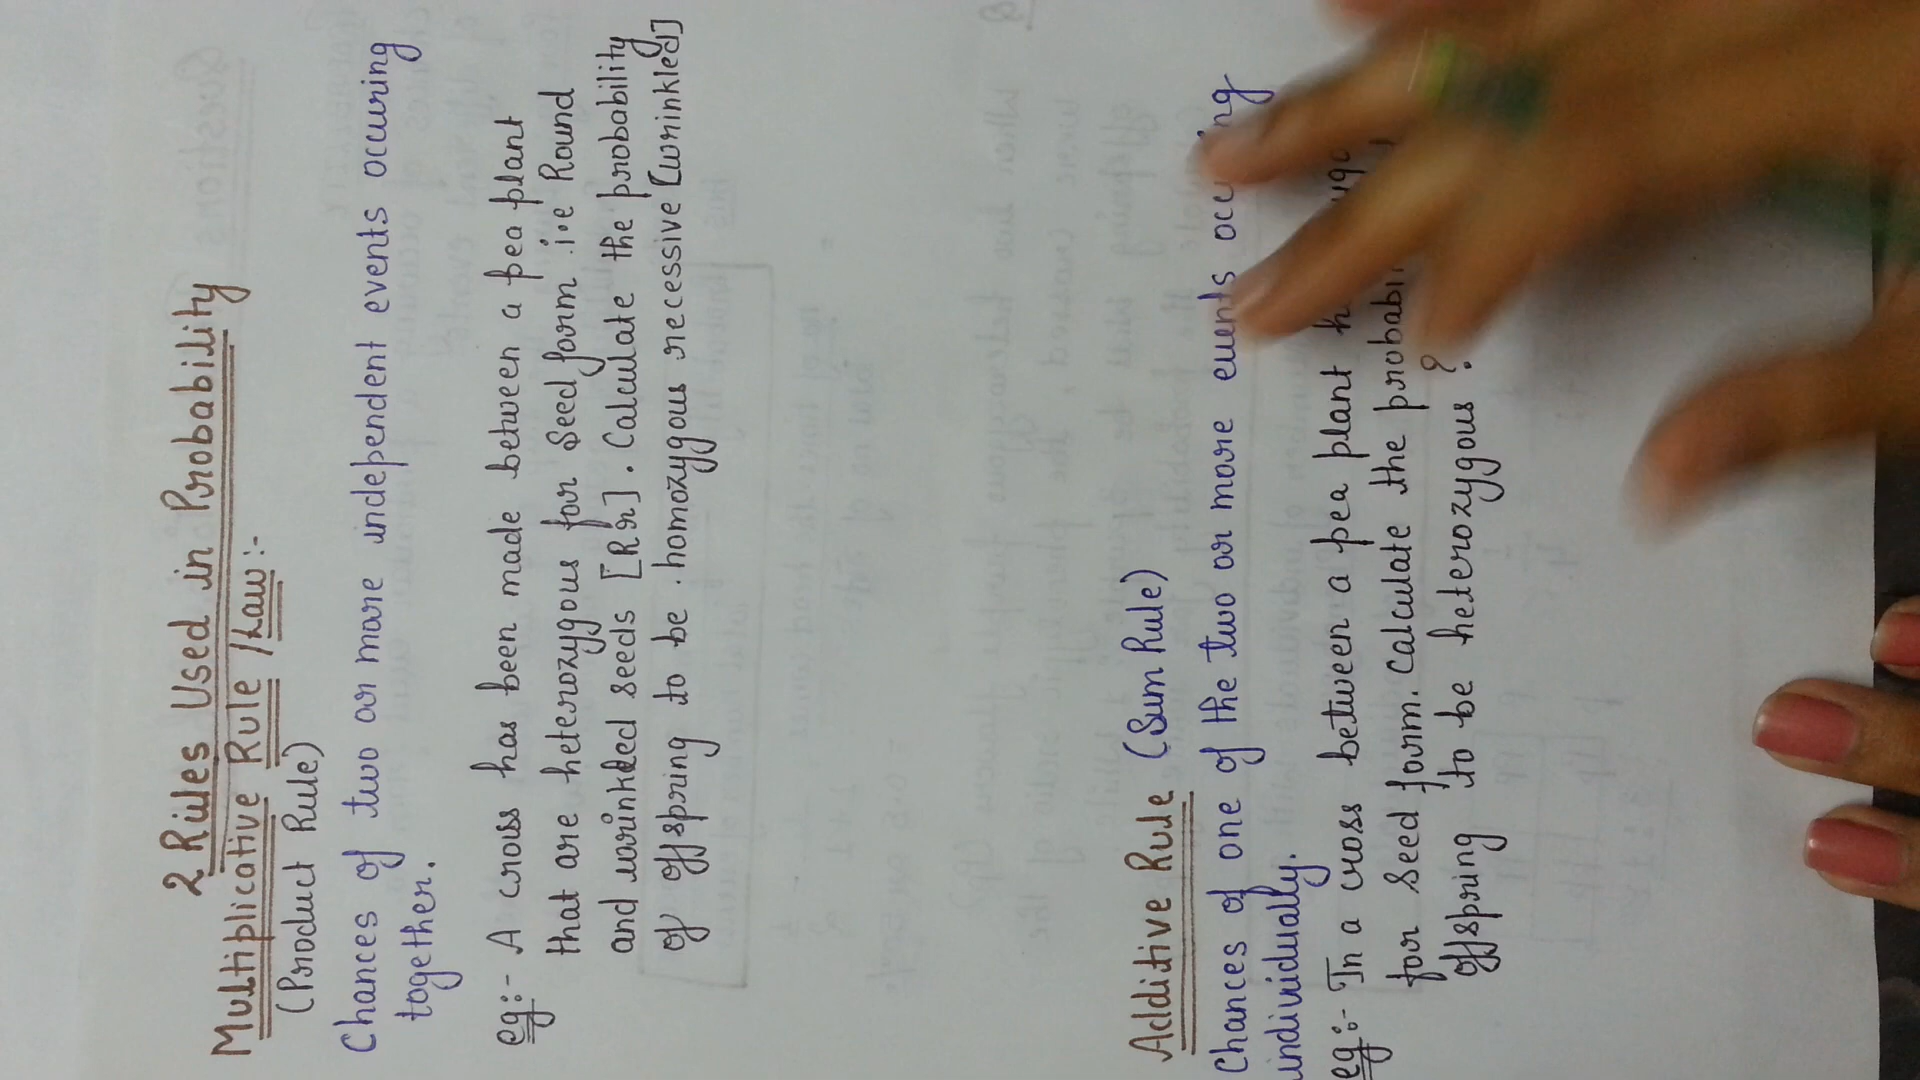 2 Rules Used in Probability
Multiplicative Rule / Law :-
(Product Rule)
Chances of two or more independent events occuring
together.
eg:- A cross has been made between a pea plant
that are heterozygous for Seed form i.e Round
and wrinkled seeds [Rr]. Calculate the probability
of offspring to be homozygous recessive [wrinkled]
Additive Rule (Sum Rule)
Chances of one of the two or more events
individually.
eg:- In a cross between a pea plant
for Seed form. Calculate the
offspring to be heterozygous ?